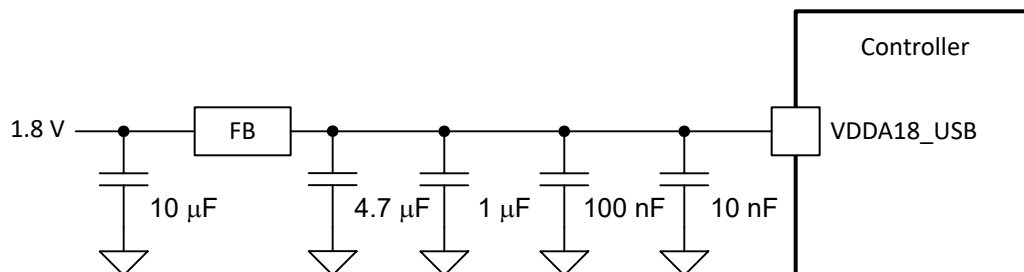 Controller
1.8 V
FB
VDDA18_USB
10 μF
4.7 μF
1 μF
100 nF
10 nF